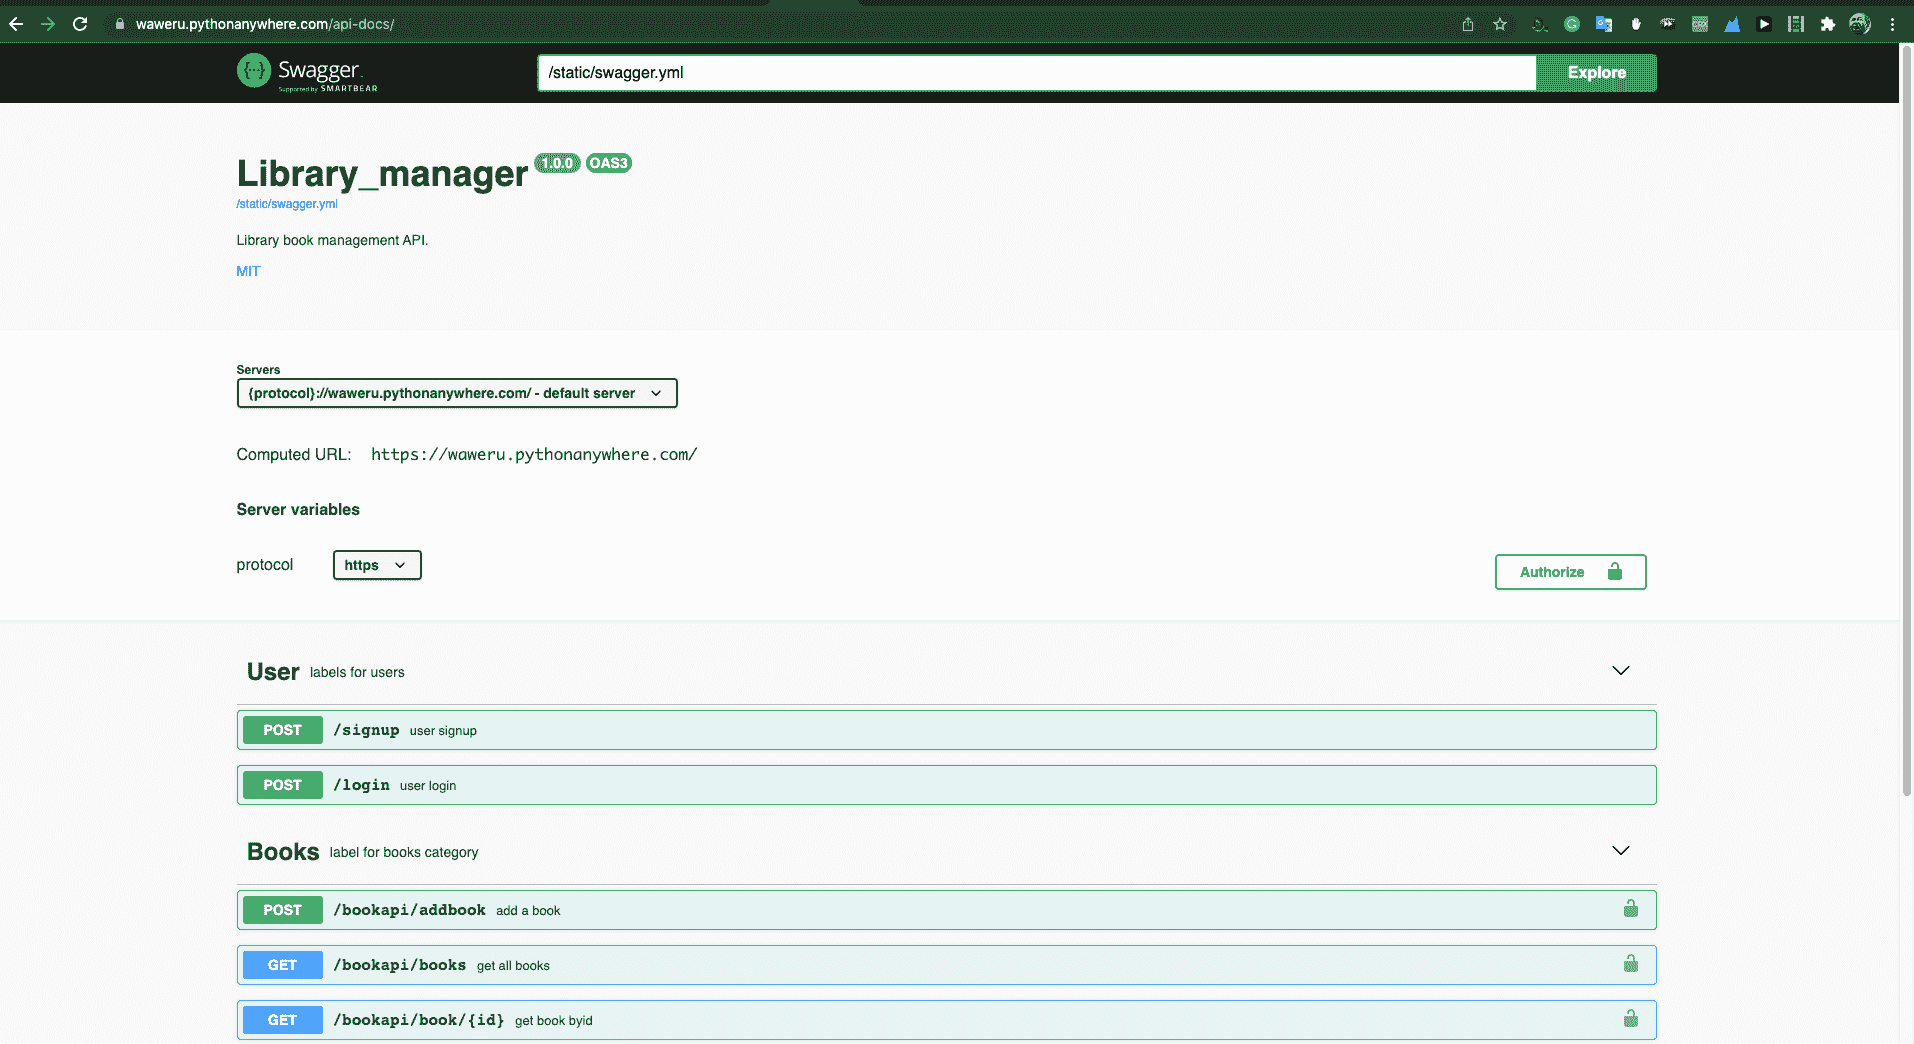 waweru.pythonanywhere.com/api-docs/
Swagger.
Supported by SMARTBEAR
/static/swagger.yml
Explore
Library_manager 1.0.0 OAS3
/static/swagger.yml
Library book management API.
MIT
Servers
{protocol}://waweru.pythonanywhere.com/ - default server
Computed URL: https://waweru.pythonanywhere.com/
Server variables
protocol https
Authorize
User labels for users
POST /signup user signup
POST /login user login
Books label for books category
POST /bookapi/addbook add a book
GET /bookapi/books get all books
GET /bookapi/book/{id} get book byid